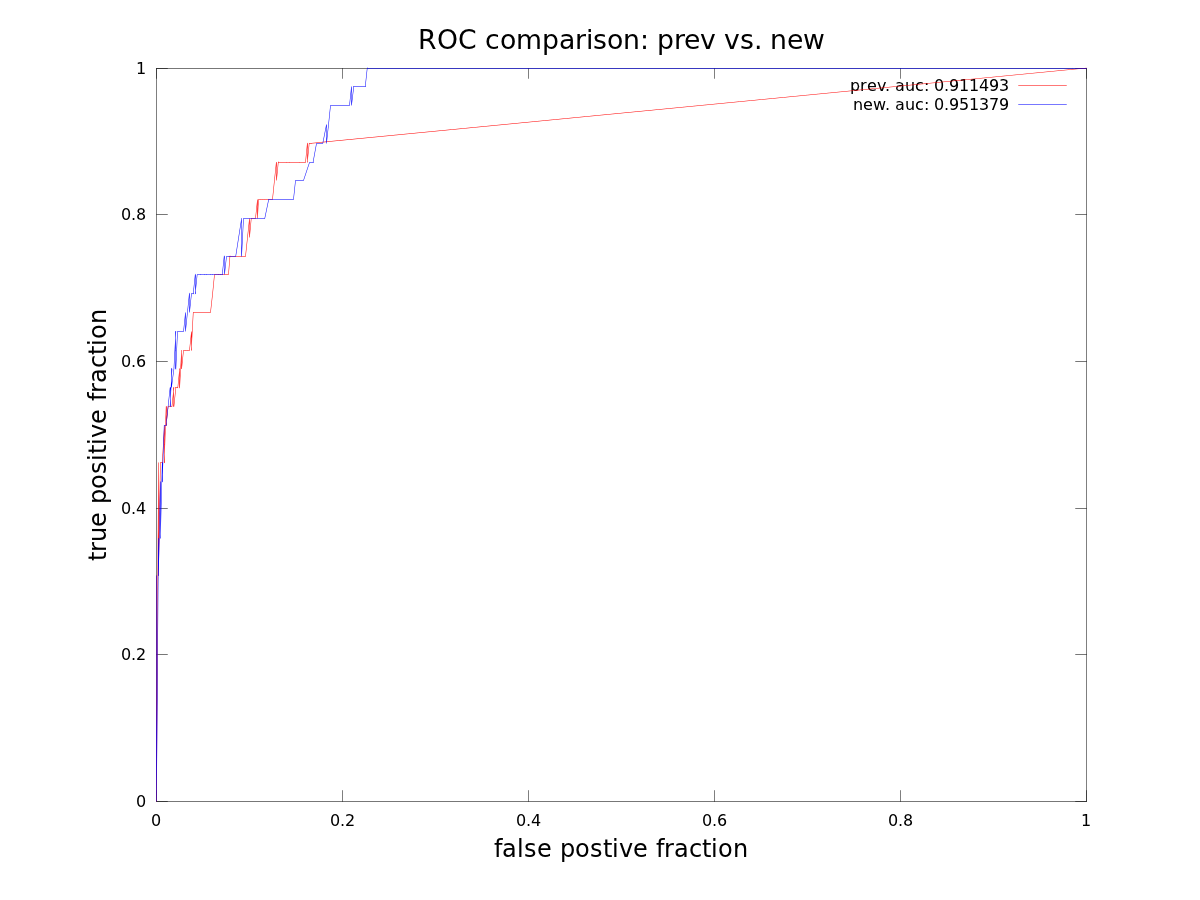 ROC comparison: prev vs. new
prev. auc: 0.911493
new. auc: 0.951379
1
0.8
0.6
0.4
0.2
0
true positive fraction
0 0.2 0.4 0.6 0.8 1
false postive fraction